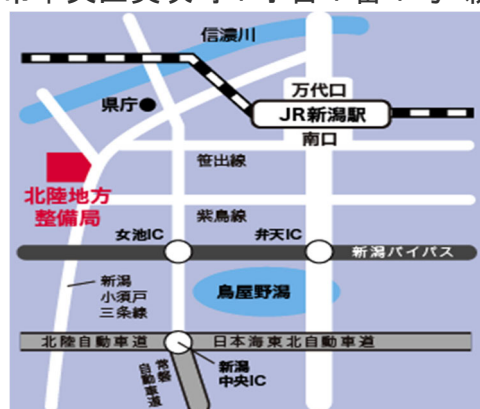 信濃川
万代口
県庁
JR新潟駅
南口
笹出線
北陸地方
整備局
紫鳥線
女池IC
弁天IC
新潟バイパス
新潟
小須戸
三条線
鳥屋野潟
北陸自動車道
日本海東北自動車道
常磐
自動車道
新潟
中央IC